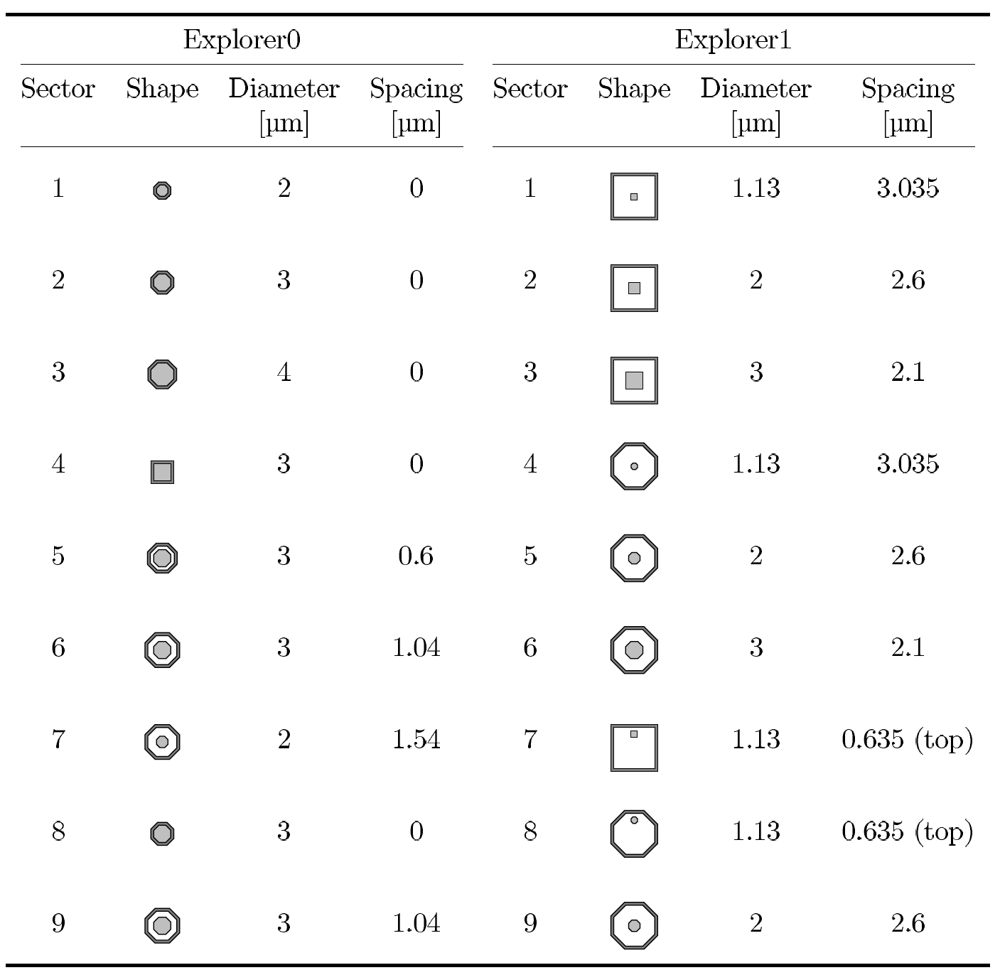 Explorer0 Explorer1
Sector Shape Diameter Spacing Sector Shape Diameter Spacing
[µm] [µm] [µm] [µm]
1 2 0 1 1.13 3.035
2 3 0 2 2 2.6
3 4 0 3 3 2.1
4 3 0 4 1.13 3.035
5 3 0.6 5 2 2.6
6 3 1.04 6 3 2.1
7 2 1.54 7 1.13 0.635 (top)
8 3 0 8 1.13 0.635 (top)
9 3 1.04 9 2 2.6